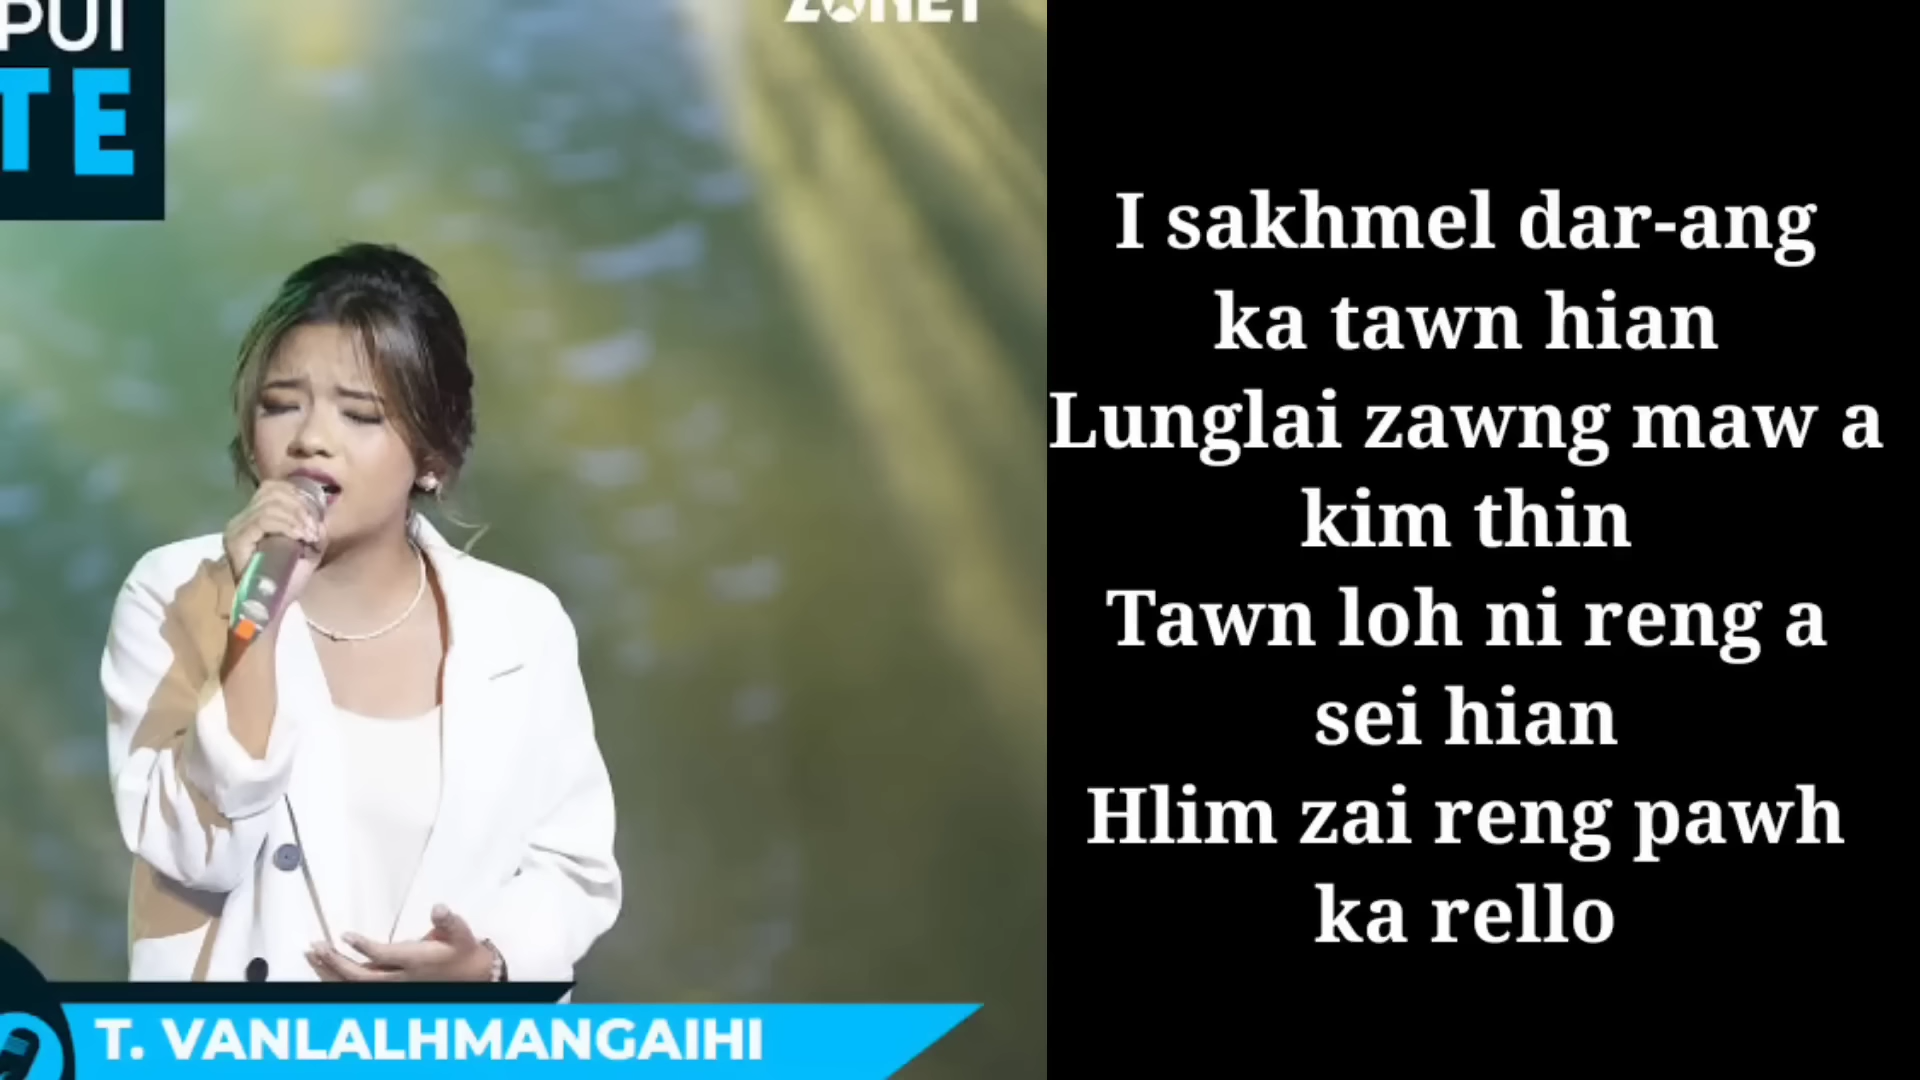 PUI
TE
ZONET
I sakhmel dar-ang
ka tawn hian
Lunglai zawng maw a
kim thin
Tawn loh ni reng a
sei hian
Hlim zai reng pawh
ka rello
T. VANLALHMANGAIHI